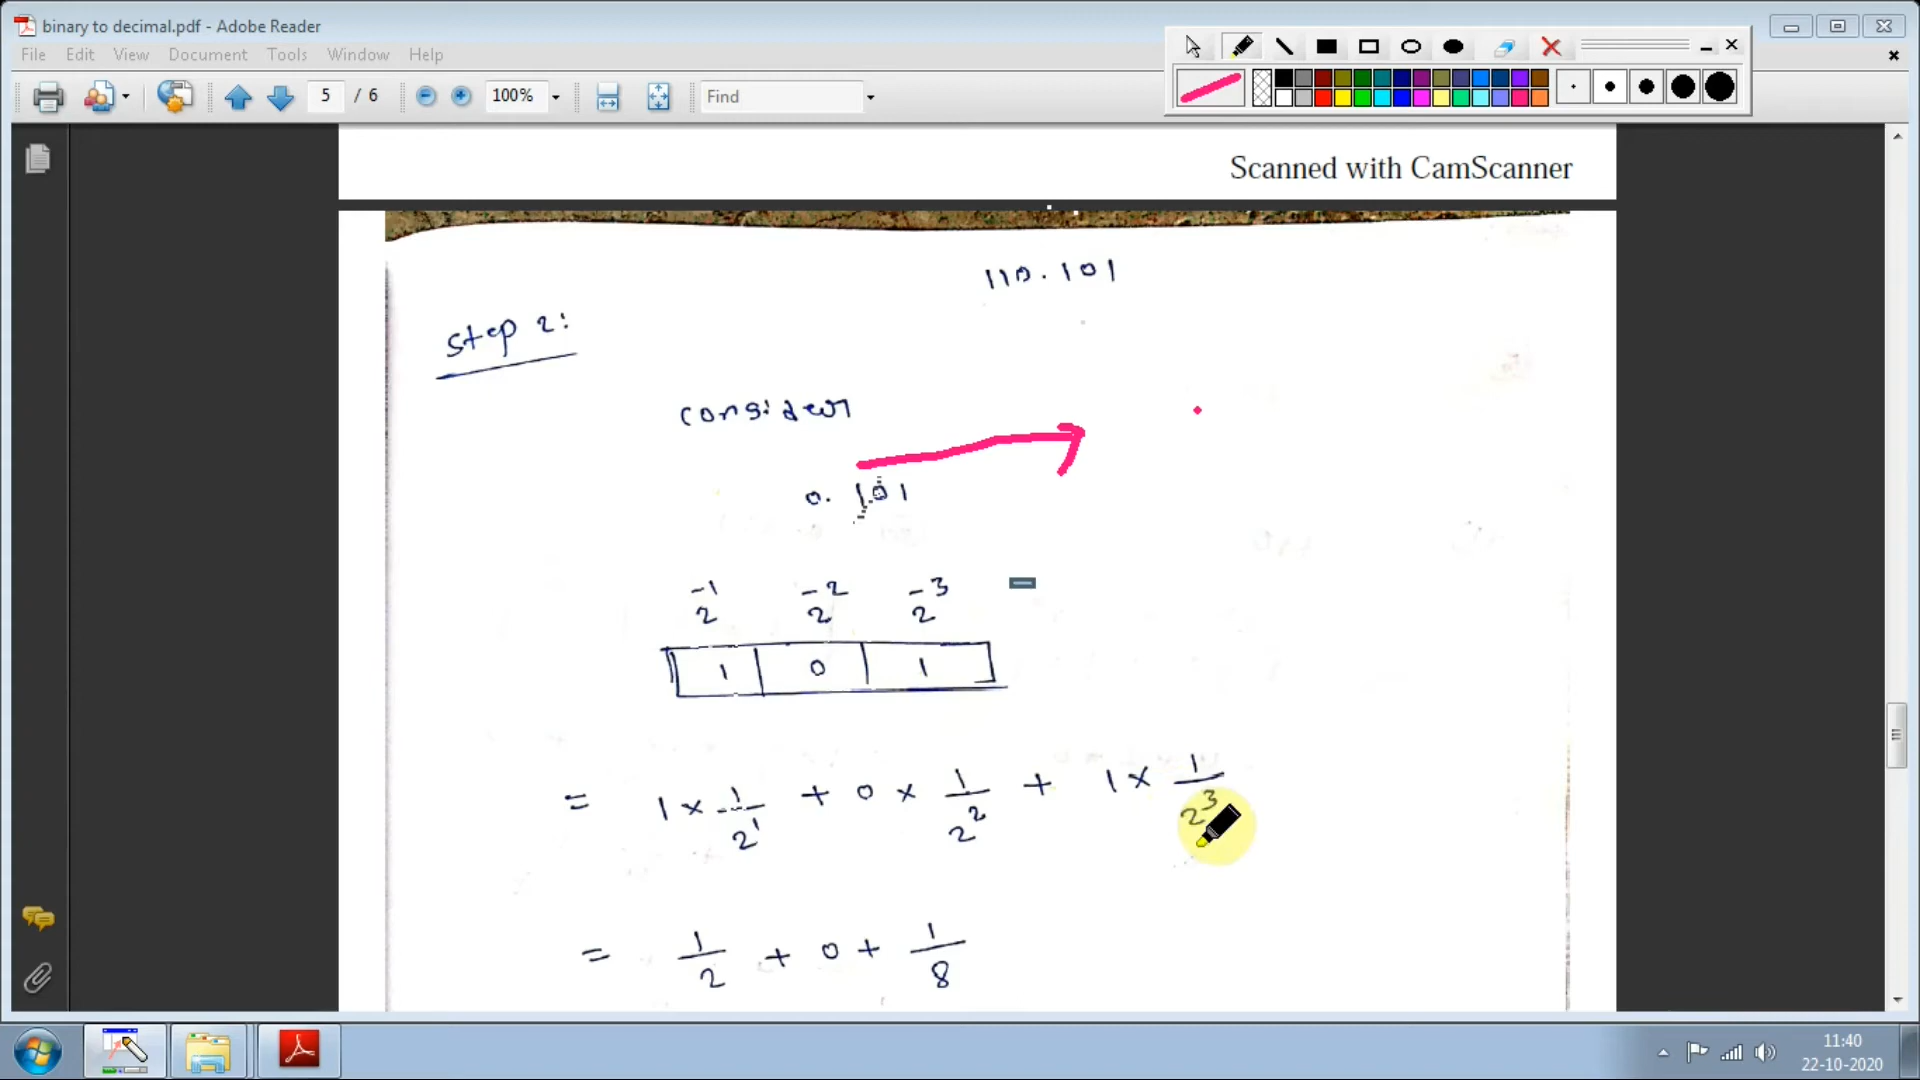 binary to decimal.pdf - Adobe Reader
File Edit View Document Tools Window Help
5 / 6 100% Find
Scanned with CamScanner
110.101
Step 2:
consider
0. 101
2^-1 2^-2 2^-3
1 0 1
= 1 × 1/2^1 + 0 × 1/2^2 + 1 × 1/2^3
= 1/2 + 0 + 1/8
11:40
22-10-2020